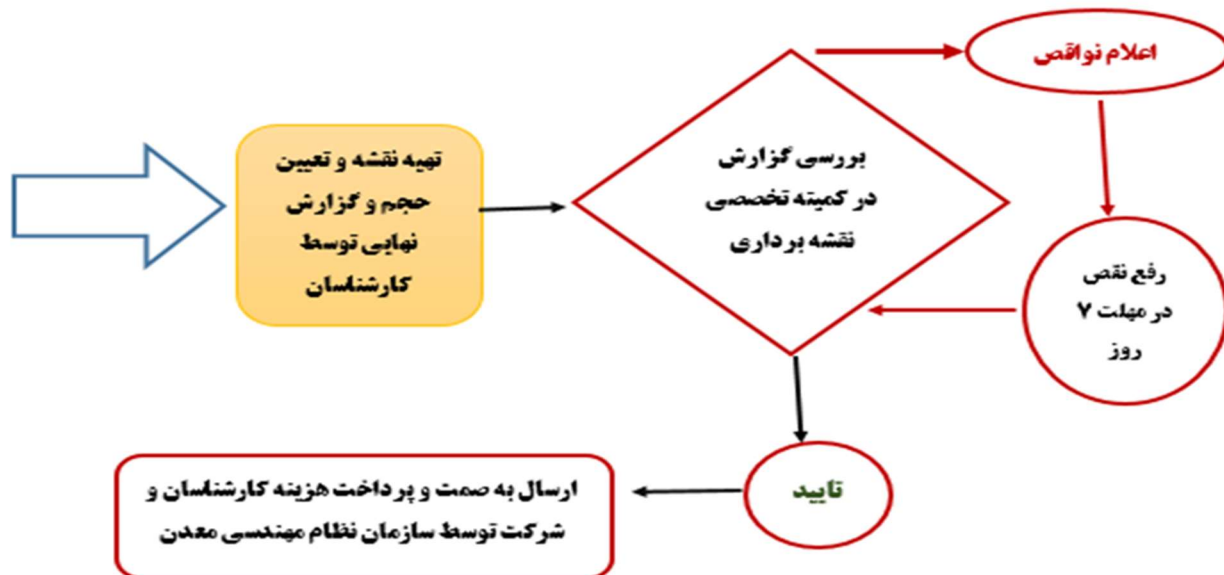 اعلام نواقص
تهیه نقشه و تعیین
حجم و گزارش
نهایی توسط
کارشناسان
بررسی گزارش
در کمیته تخصصی
نقشه برداری
رفع نقص
در مهلت ۷
روز
تایید
ارسال به صمت و پرداخت هزینه کارشناسان و
شرکت توسط سازمان نظام مهندسی معدن